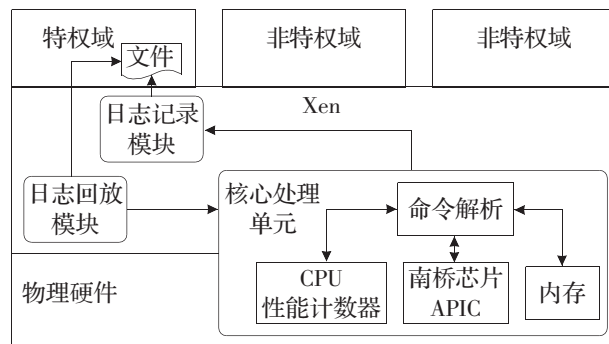 特权域
文件
非特权域
非特权域
日志记录
模块
Xen
日志回放
模块
核心处理
单元
命令解析
CPU
性能计数器
南桥芯片
APIC
内存
物理硬件